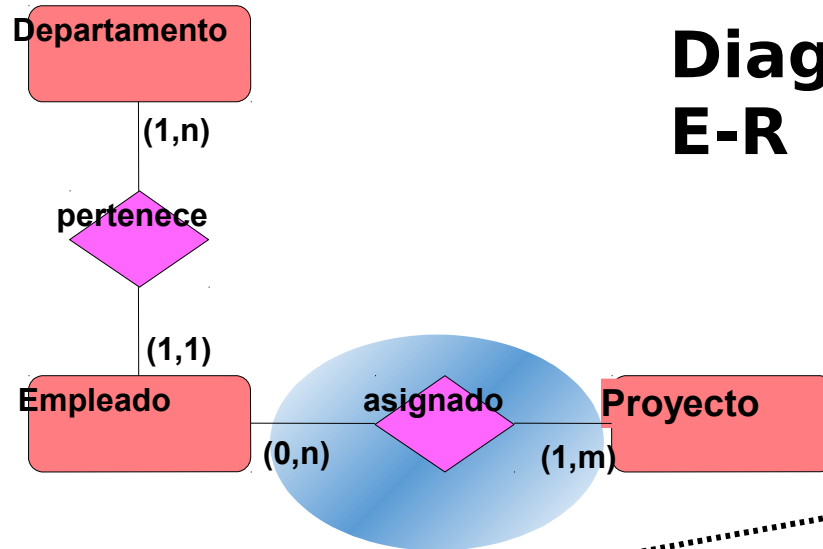 Departamento
Diag
E-R
(1,n)
pertenece
(1,1)
Empleado
asignado
Proyecto
(0,n)
(1,m)